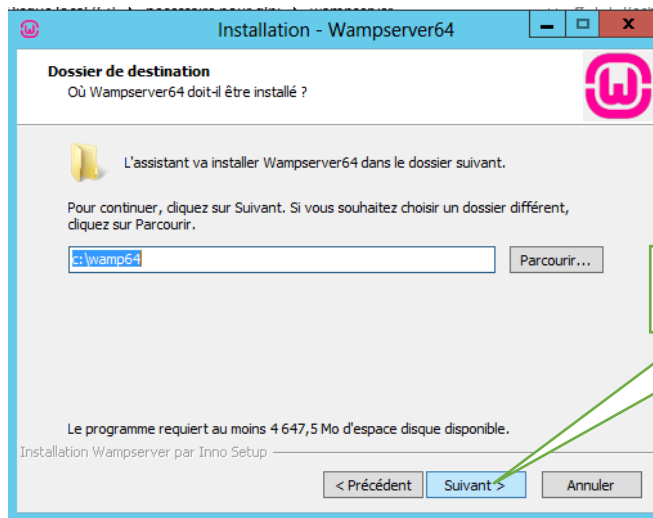 Installation - Wampserver64
Dossier de destination
Où Wampserver64 doit-il être installé ?
L'assistant va installer Wampserver64 dans le dossier suivant.
Pour continuer, cliquez sur Suivant. Si vous souhaitez choisir un dossier différent,
cliquez sur Parcourir.
c:\wamp64
Parcourir...
Le programme requiert au moins 4 647,5 Mo d'espace disque disponible.
Installation Wampserver par Inno Setup
< Précédent
Suivant >
Annuler